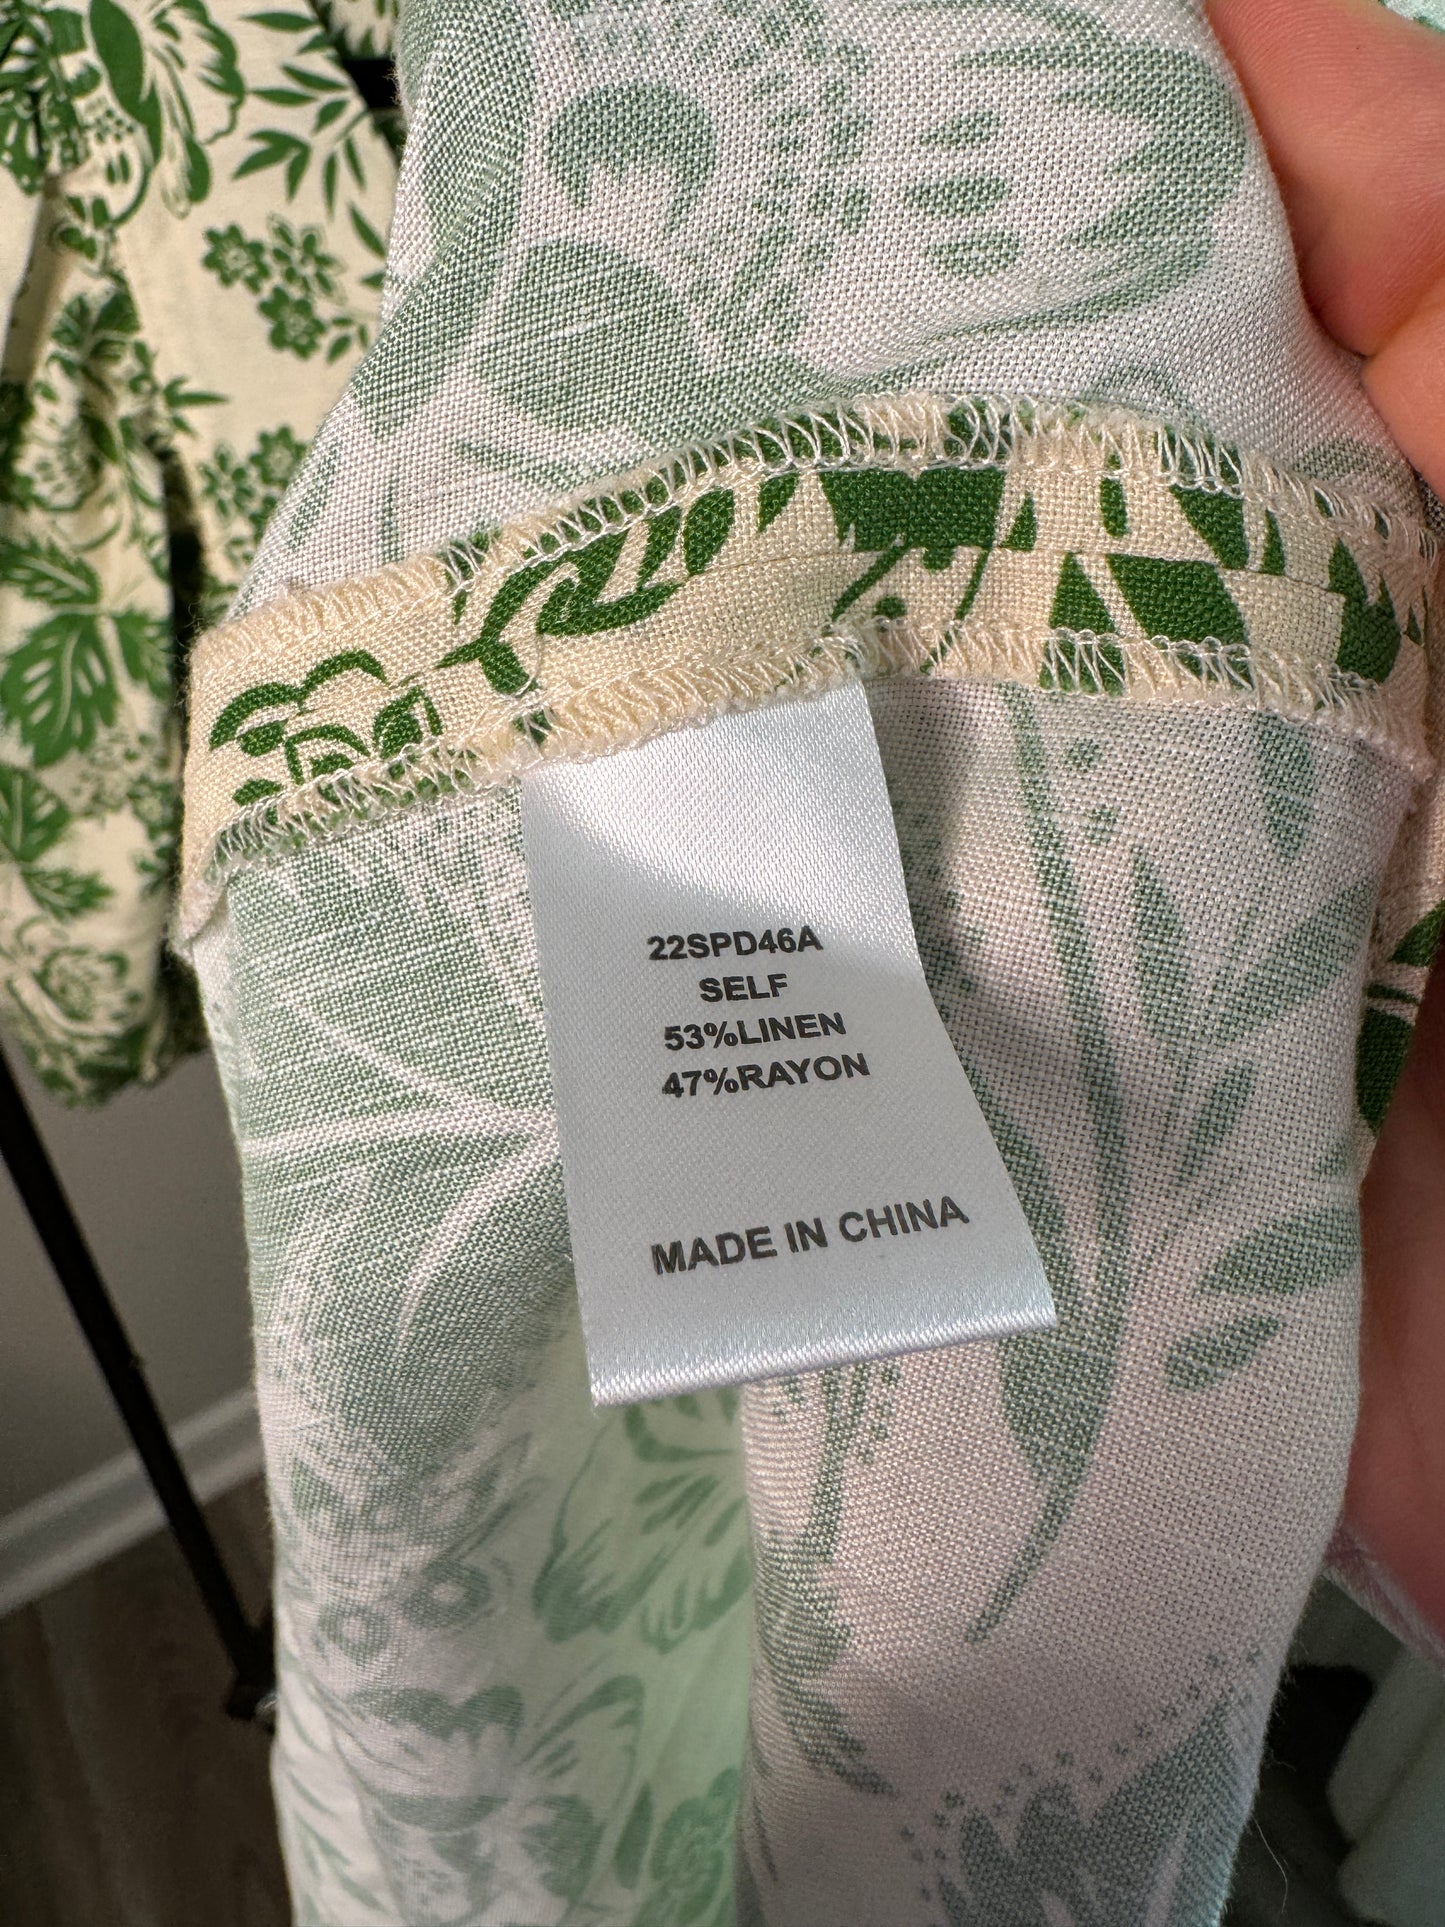 22SPD46A
SELF
53%LINEN
47%RAYON
MADE IN CHINA